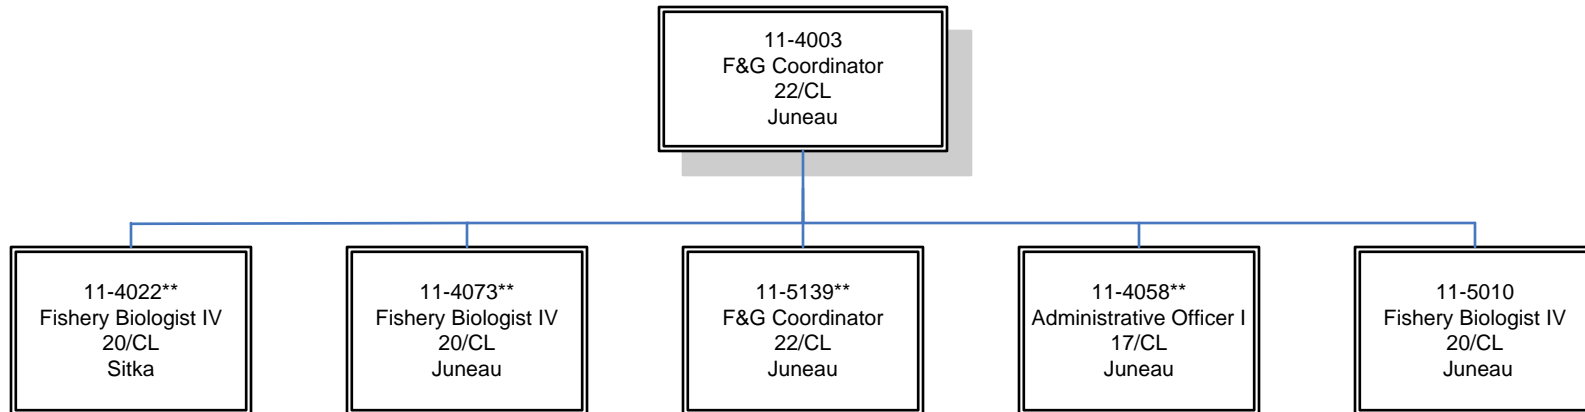 11-4003
F&G Coordinator
22/CL
Juneau
11-4022**
Fishery Biologist IV
20/CL
Sitka
11-4073**
Fishery Biologist IV
20/CL
Juneau
11-5139**
F&G Coordinator
22/CL
Juneau
11-4058**
Administrative Officer I
17/CL
Juneau
11-5010
Fishery Biologist IV
20/CL
Juneau